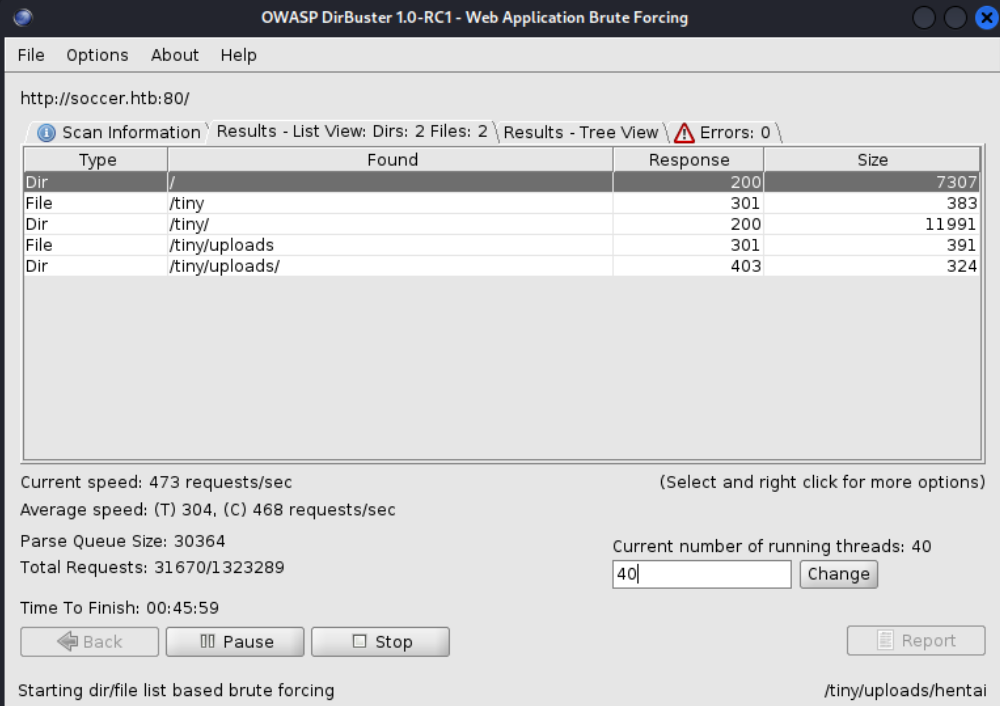 OWASP DirBuster 1.0-RC1 - Web Application Brute Forcing
File Options About Help
http://soccer.htb:80/
Scan Information Results - List View: Dirs: 2 Files: 2 Results - Tree View Errors: 0
Type Found Response Size
Dir / 200 7307
File /tiny 301 383
Dir /tiny/ 200 11991
File /tiny/uploads 301 391
Dir /tiny/uploads/ 403 324
Current speed: 473 requests/sec (Select and right click for more options)
Average speed: (T) 304, (C) 468 requests/sec
Parse Queue Size: 30364
Current number of running threads: 40
Total Requests: 31670/1323289
40 Change
Time To Finish: 00:45:59
Back Pause Stop Report
Starting dir/file list based brute forcing /tiny/uploads/hentai